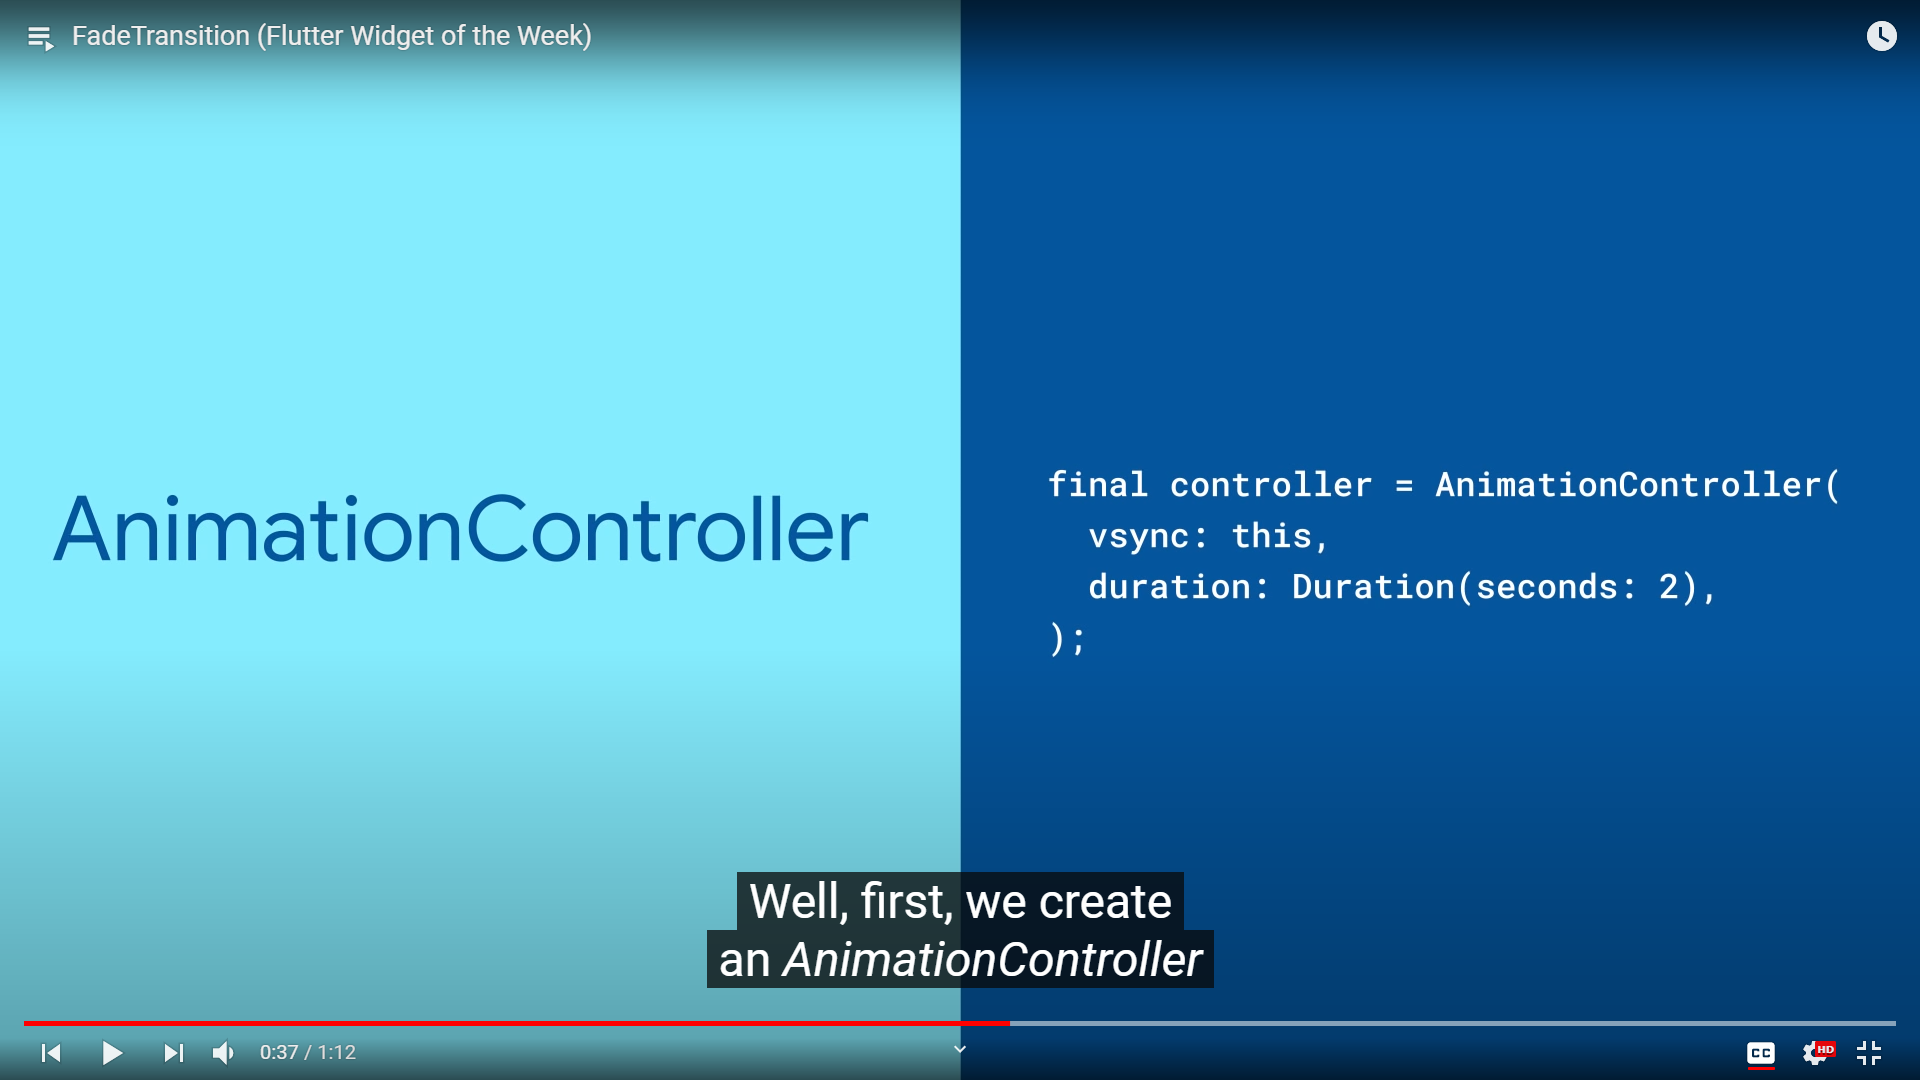 FadeTransition (Flutter Widget of the Week)
AnimationController
final controller = AnimationController(
  vsync: this,
  duration: Duration(seconds: 2),
);
Well, first, we create
an AnimationController
0:37 / 1:12
CC
HD